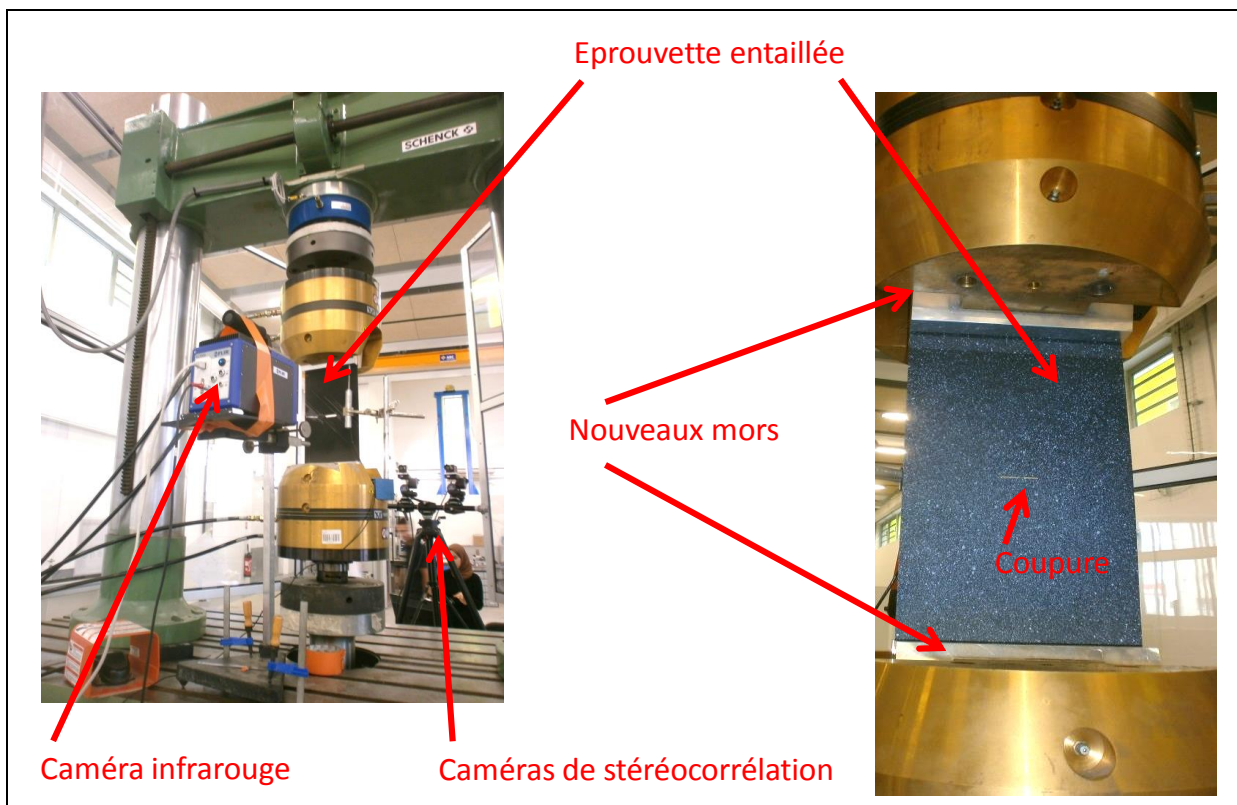 Eprouvette entaillée
SCHENCK
Nouveaux mors
Coupure
Caméra infrarouge
Caméras de stéréocorrélation